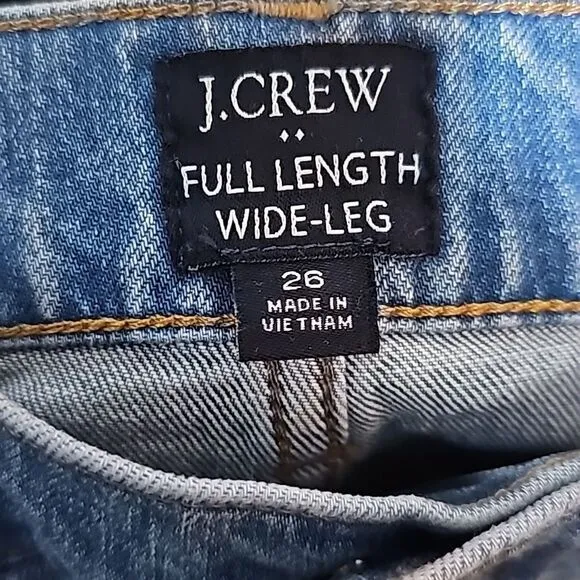 J.CREW
FULL LENGTH
WIDE-LEG
26
MADE IN
VIETNAM